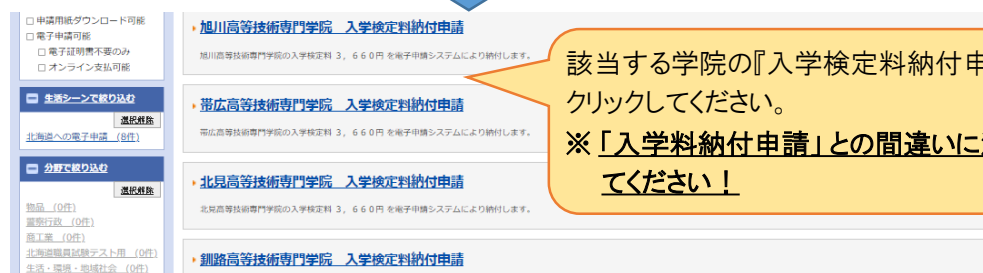 申請用紙ダウンロード可能
電子申請可能
電子証明書不要のみ
オンライン支払可能
生活シーンで絞り込む
選択解除
北海道への電子申請 (8件)
分野で絞り込む
選択解除
物品 (0件)
警察行政 (0件)
商工業 (0件)
北海道職員試験テスト用 (0件)
生活・環境・地域社会 (0件)
旭川高等技術専門学院 入学検定料納付申請
旭川高等技術専門学院の入学検定料 3,660円 を電子申請システムにより納付します。
帯広高等技術専門学院 入学検定料納付申請
帯広高等技術専門学院の入学検定料 3,660円 を電子申請システムにより納付します。
北見高等技術専門学院 入学検定料納付申請
北見高等技術専門学院の入学検定料 3,660円 を電子申請システムにより納付します。
釧路高等技術専門学院 入学検定料納付申請
該当する学院の『入学検定料納付申
クリックしてください。
※「入学料納付申請」との間違いに
てください！